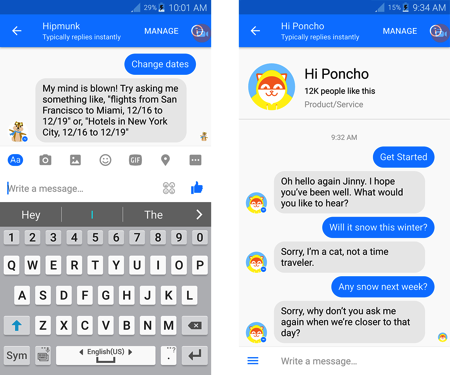 29% 10:01 AM
Hipmunk
Typically replies instantly
MANAGE
Change dates
My mind is blown! Try asking me
something like, "flights from San
Francisco to Miami, 12/16 to
12/19" or, "Hotels in New York
City, 12/16 to 12/19"
Aa
GIF
Write a message...
Hey I The
1 2 3 4 5 6 7 8 9 0
Q W E R T Y U I O P
A S D F G H J K L
Z X C V B N M
Sym English(US) . ,?!
15% 9:34 AM
Hi Poncho
Typically replies instantly
MANAGE
Hi Poncho
12K people like this
Product/Service
9:32 AM
Get Started
Oh hello again Jinny. I hope
you've been well. What would
you like to hear?
Will it snow this winter?
Sorry, I'm a cat, not a time
traveler.
Any snow next week?
Sorry, why don't you ask me
again when we're closer to that
day?
Write a message...